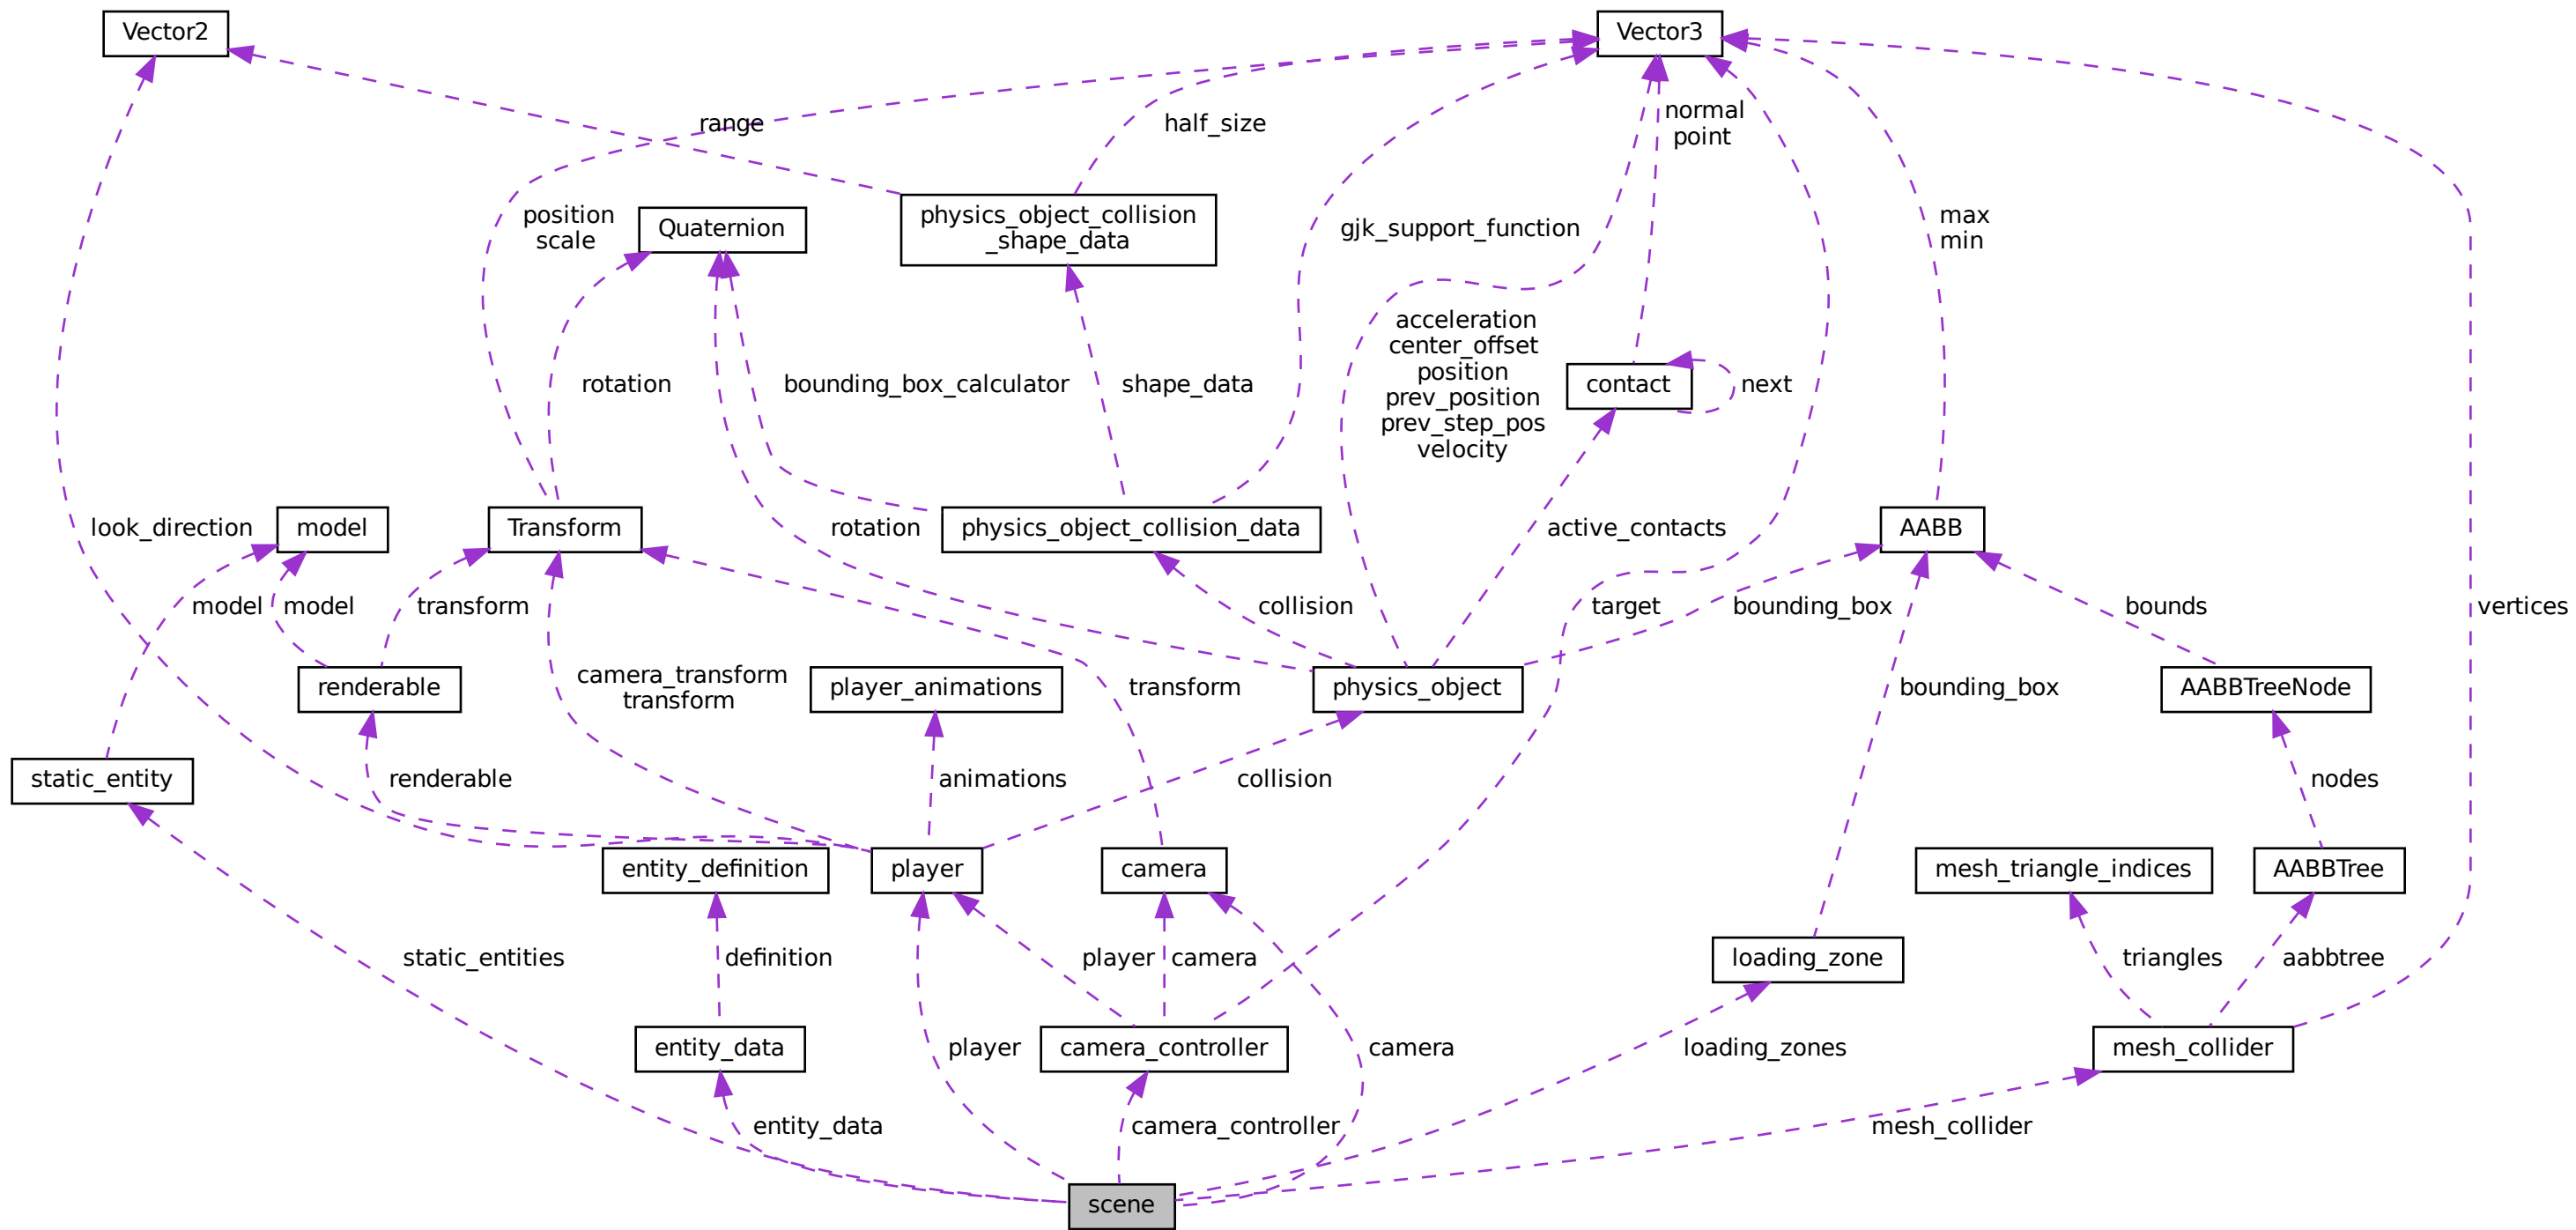 Vector2
Vector3
range
half_size
normal
point
position
scale
Quaternion
physics_object_collision
_shape_data
gjk_support_function
max
min
acceleration
center_offset
position
prev_position
prev_step_pos
velocity
rotation
bounding_box_calculator
shape_data
contact
next
look_direction
model
Transform
rotation
physics_object_collision_data
active_contacts
AABB
model
model
transform
collision
target
bounding_box
bounds
vertices
renderable
camera_transform
transform
player_animations
transform
physics_object
bounding_box
AABBTreeNode
static_entity
renderable
animations
collision
nodes
entity_definition
player
camera
mesh_triangle_indices
AABBTree
static_entities
definition
player
camera
loading_zone
triangles
aabbtree
entity_data
player
camera_controller
camera
loading_zones
mesh_collider
entity_data
camera_controller
mesh_collider
scene